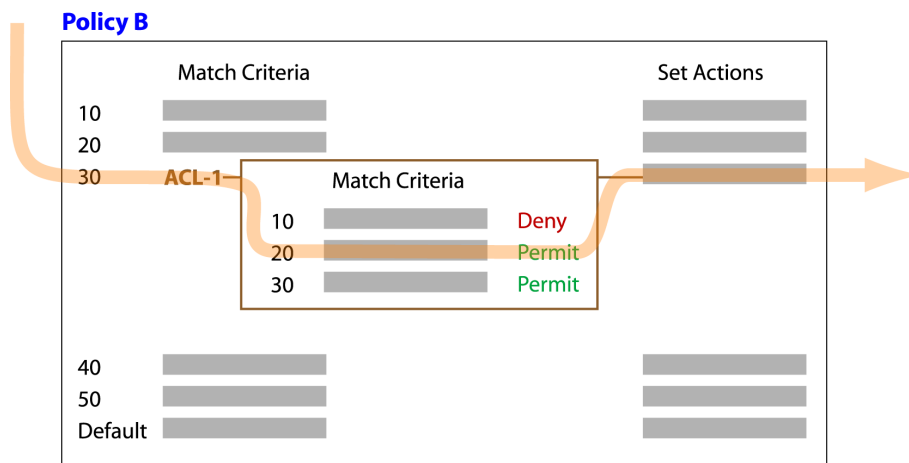 Policy B
Match Criteria Set Actions
10
20
30 ACL-1
Match Criteria
10 Deny
20 Permit
30 Permit
40
50
Default